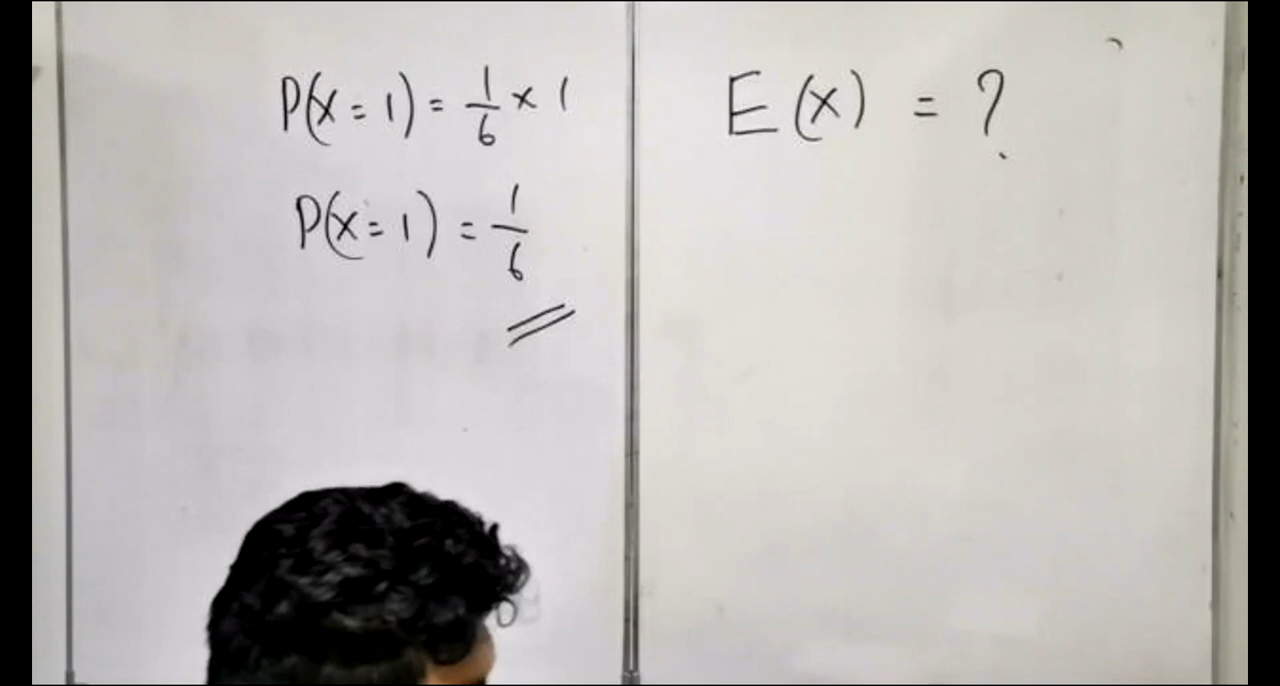 P(x=1) = 1/6 × 1
P(x=1) = 1/6
E(x) = ?